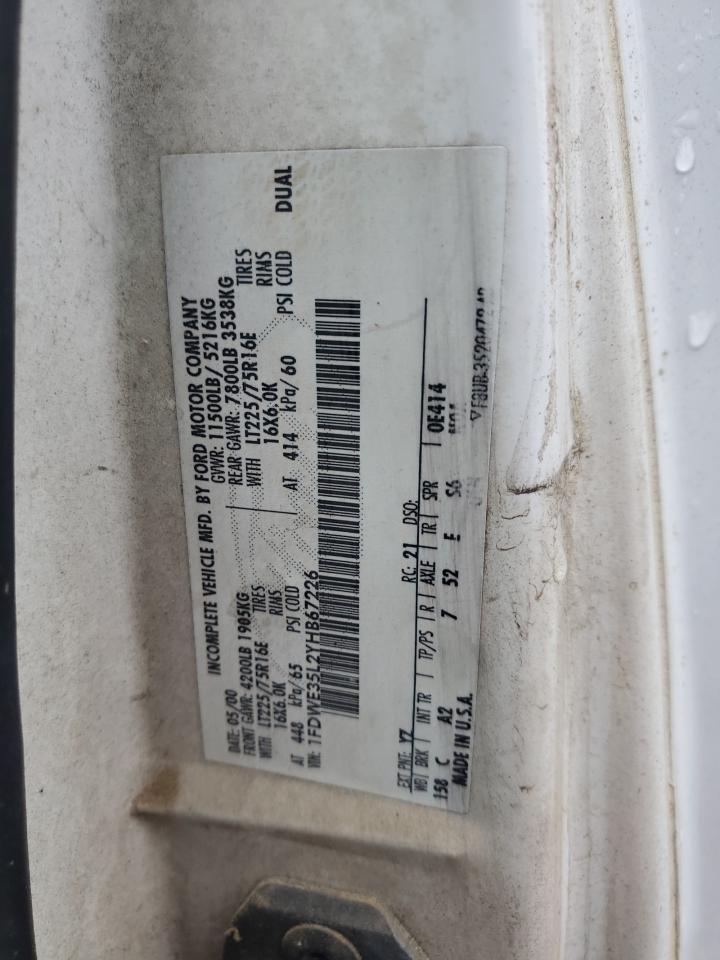 INCOMPLETE VEHICLE MFD. BY FORD MOTOR COMPANY
DATE: 05/00 GVWR: 11500LB/ 5216KG
FRONT GAWR: 4200LB 1905KG REAR GAWR: 7800LB 3538KG
WITH LT225/75R16E TIRES WITH LT225/75R16E TIRES
16X6.0K RIMS 16X6.0K RIMS
AT 448 kPa/65 PSI COLD AT 414 kPa/60 PSI COLD DUAL
VIN: 1FDWE35L2YHB67226
EXT PNT: YZ RC: 21 DSO:
WB BRK INT TR TP/PS R AXLE TR SPR 0E414
158 C A2 7 52 E S6
MADE IN U.S.A.